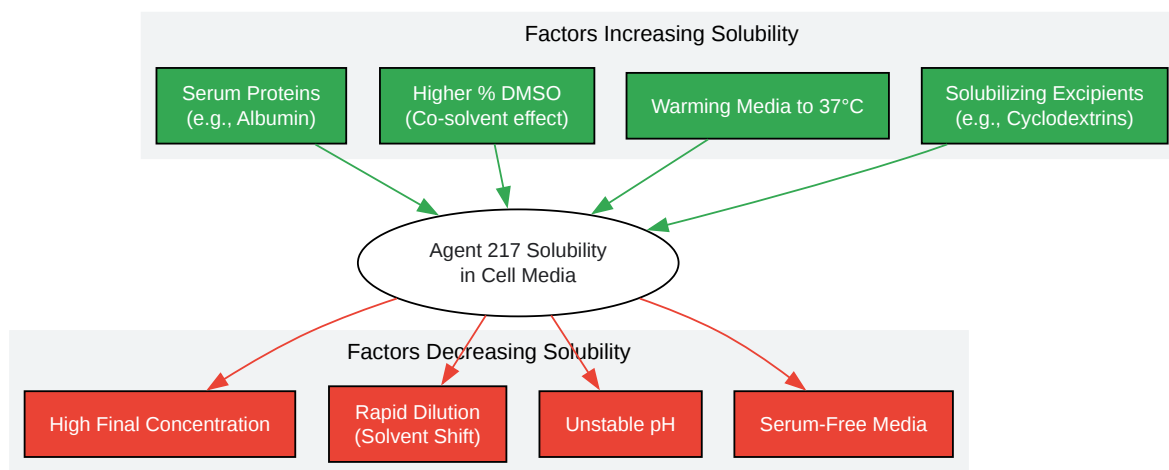 Factors Increasing Solubility
Serum Proteins
(e.g., Albumin)
Higher % DMSO
(Co-solvent effect)
Warming Media to 37°C
Solubilizing Excipients
(e.g., Cyclodextrins)
Agent 217 Solubility
in Cell Media
Factors Decreasing Solubility
High Final Concentration
Rapid Dilution
(Solvent Shift)
Unstable pH
Serum-Free Media